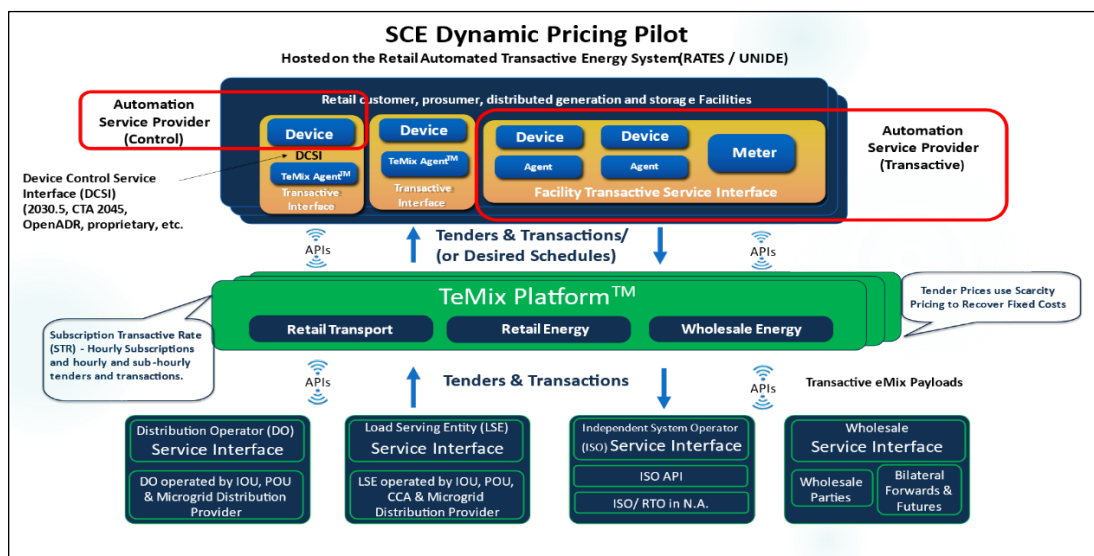 SCE Dynamic Pricing Pilot
Hosted on the Retail Automated Transactive Energy System(RATES / UNIDE)
Retail customer, prosumer, distributed generation and storage Facilities
Automation
Service Provider
(Control)
Device
DCSI
TeMix Agent™
Transactive
Interface
Device
TeMix Agent™
Transactive
Interface
Device
Agent
Device
Agent
Meter
Facility Transactive Service Interface
Automation
Service Provider
(Transactive)
Device Control Service
Interface (DCSI)
(2030.5, CTA 2045,
OpenADR, proprietary, etc.
APIs
Tenders & Transactions/
(or Desired Schedules)
APIs
TeMix Platform™
Retail Transport
Retail Energy
Wholesale Energy
Tender Prices use Scarcity
Pricing to Recover Fixed Costs
Subscription Transactive Rate
(STR) - Hourly Subscriptions
and hourly and sub-hourly
tenders and transactions.
APIs
Tenders & Transactions
APIs
Transactive eMix Payloads
Distribution Operator (DO)
Service Interface
DO operated by IOU, POU
& Microgrid Distribution
Provider
Load Serving Entity (LSE)
Service Interface
LSE operated by IOU, POU,
CCA & Microgrid
Distribution Provider
Independent System Operator
(ISO) Service Interface
ISO API
ISO/ RTO in N.A.
Wholesale
Service Interface
Wholesale
Parties
Bilateral
Forwards &
Futures